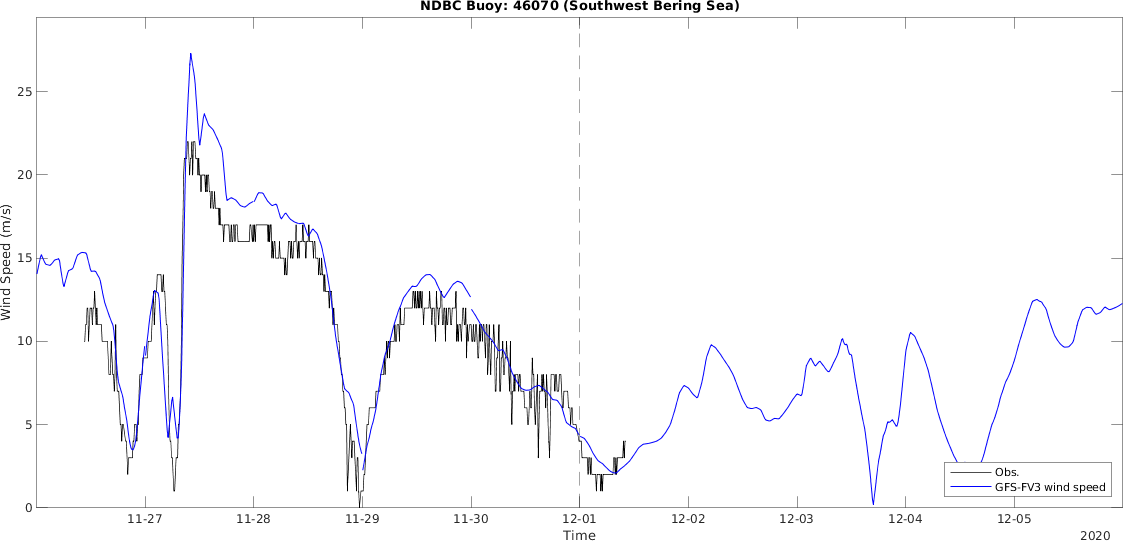 NDBC Buoy: 46070 (Southwest Bering Sea)
Wind Speed (m/s)
25
20
15
10
5
0
11-27 11-28 11-29 11-30 12-01 12-02 12-03 12-04 12-05
Time
2020
Obs.
GFS-FV3 wind speed